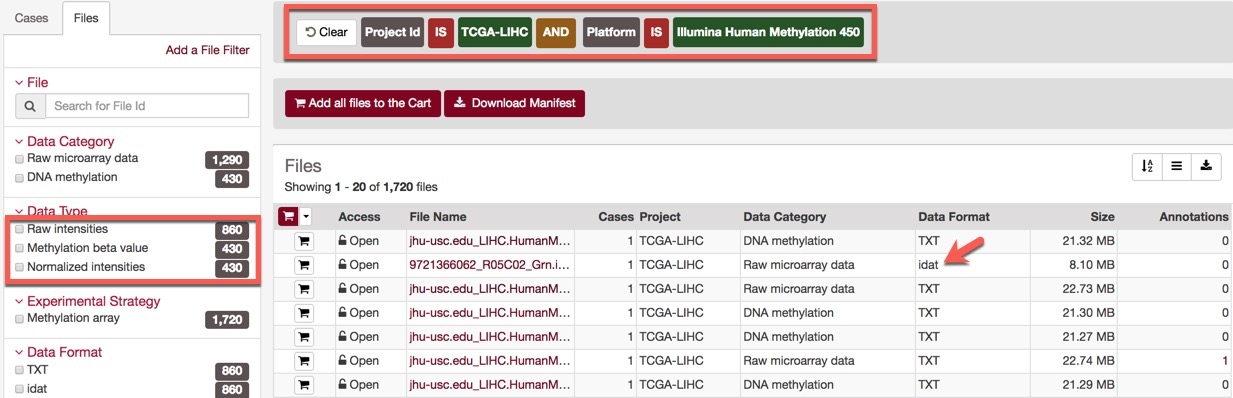 Cases Files
Add a File Filter
File
Search for File Id
Data Category
Raw microarray data 1,290
DNA methylation 430
Data Type
Raw intensities 860
Methylation beta value 430
Normalized intensities 430
Experimental Strategy
Methylation array 1,720
Data Format
TXT 860
idat 860
Clear Project Id IS TCGA-LIHC AND Platform IS Illumina Human Methylation 450
Add all files to the Cart Download Manifest
Files
Showing 1 - 20 of 1,720 files
Access File Name Cases Project Data Category Data Format Size Annotations
Open jhu-usc.edu_LIHC.HumanM... 1 TCGA-LIHC DNA methylation TXT 21.32 MB 0
Open 9721366062_R05C02_Grn.i... 1 TCGA-LIHC Raw microarray data idat 8.10 MB 0
Open jhu-usc.edu_LIHC.HumanM... 1 TCGA-LIHC Raw microarray data TXT 22.73 MB 0
Open jhu-usc.edu_LIHC.HumanM... 1 TCGA-LIHC DNA methylation TXT 21.30 MB 0
Open jhu-usc.edu_LIHC.HumanM... 1 TCGA-LIHC DNA methylation TXT 21.27 MB 0
Open jhu-usc.edu_LIHC.HumanM... 1 TCGA-LIHC Raw microarray data TXT 22.74 MB 1
Open jhu-usc.edu_LIHC.HumanM... 1 TCGA-LIHC DNA methylation TXT 21.29 MB 0